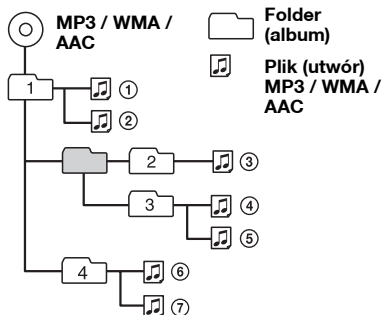 MP3 / WMA /
AAC
Folder
(album)
Plik (utwór)
MP3 / WMA /
AAC
1
①
②
2
③
3
④
⑤
4
⑥
⑦